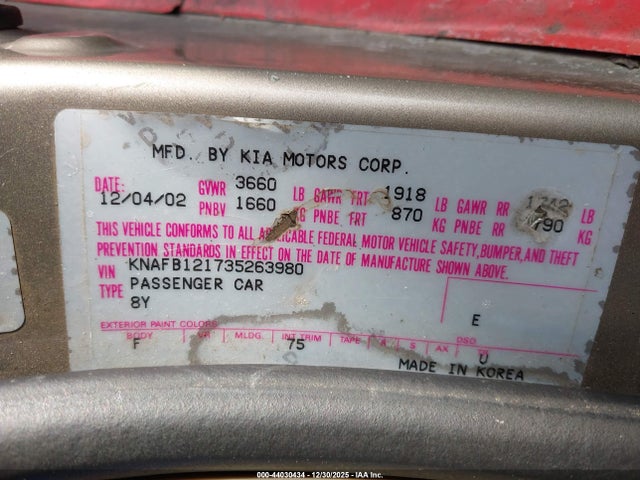 MFD. BY KIA MOTORS CORP.
DATE: 12/04/02 GVWR 3660 LB GAWR FRT 1918 LB GAWR RR LB
PNBV 1660 KG PNBE FRT 870 KG PNBE RR 790 KG
THIS VEHICLE CONFORMS TO ALL APPLICABLE FEDERAL MOTOR VEHICLE SAFETY, BUMPER, AND THEFT
PREVENTION STANDARDS IN EFFECT ON THE DATE OF MANUFACTURE SHOWN ABOVE.
VIN KNAFB121735263980
TYPE PASSENGER CAR
8Y E
EXTERIOR PAINT COLORS DSO
BODY MLDG. INT TRIM TAPE A S AX
F 75 U
MADE IN KOREA
000-44030434 - 12/30/2025 - IAA Inc.